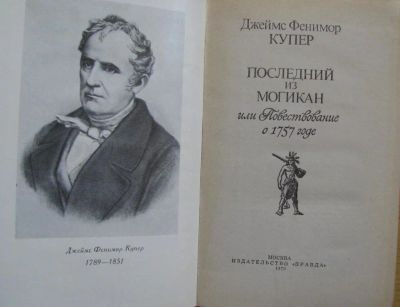 Джеймс Фенимор Купер
1789—1851
Джеймс Фенимор
КУПЕР
ПОСЛЕДНИЙ
ИЗ
МОГИКАН
или Повествование
о 1757 годе
МОСКВА
ИЗДАТЕЛЬСТВО «ПРАВДА»